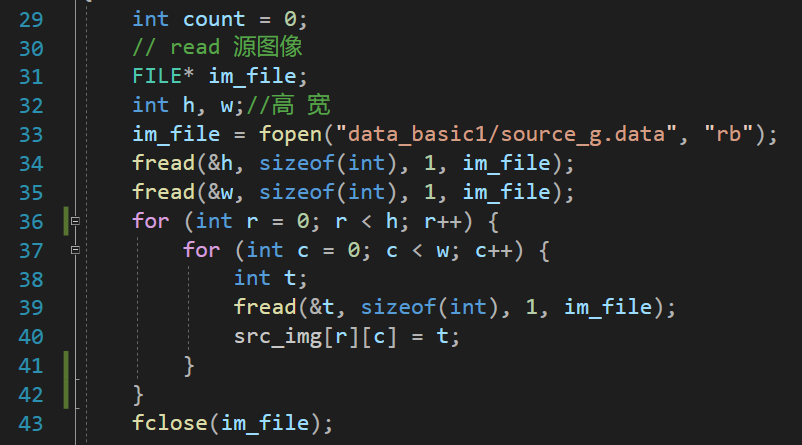 29 int count = 0;
30 // read 源图像
31 FILE* im_file;
32 int h, w;//高 宽
33 im_file = fopen("data_basic1/source_g.data", "rb");
34 fread(&h, sizeof(int), 1, im_file);
35 fread(&w, sizeof(int), 1, im_file);
36 for (int r = 0; r < h; r++) {
37 for (int c = 0; c < w; c++) {
38 int t;
39 fread(&t, sizeof(int), 1, im_file);
40 src_img[r][c] = t;
41 }
42 }
43 fclose(im_file);